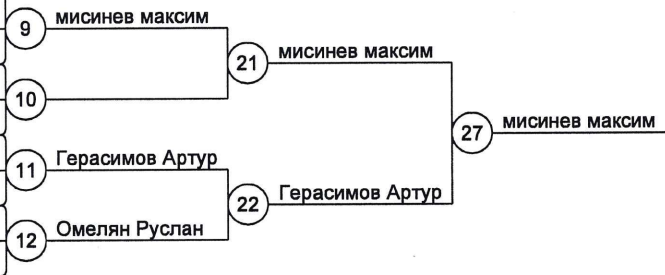 9 мисинев максим
21 мисинев максим
10
27 мисинев максим
11 Герасимов Артур
22 Герасимов Артур
12 Омелян Руслан